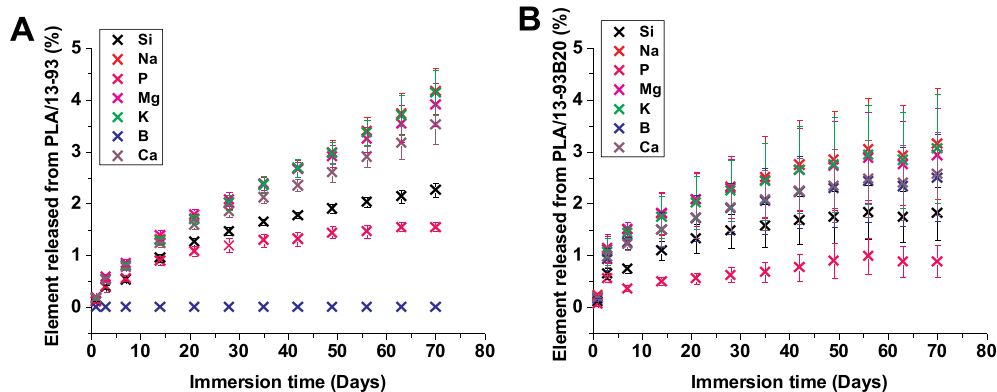 A
Element released from PLA/13-93 (%)
5
4
3
2
1
0
Si
Na
P
Mg
K
B
Ca
0
10
20
30
40
50
60
70
80
Immersion time (Days)
B
Element released from PLA/13-93B20 (%)
5
4
3
2
1
0
Si
Na
P
Mg
K
B
Ca
0
10
20
30
40
50
60
70
80
Immersion time (Days)